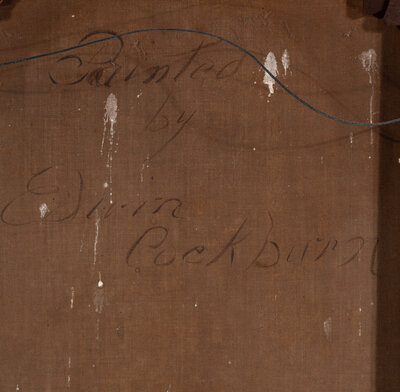 Painted
by
Edwin
Cockburn